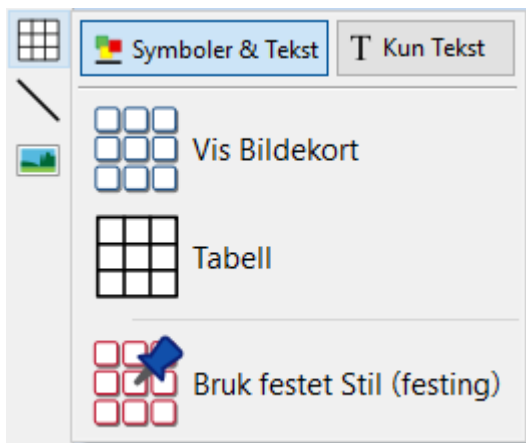 Symboler & Tekst
T Kun Tekst
Vis Bildekort
Tabell
Bruk festet Stil (festing)